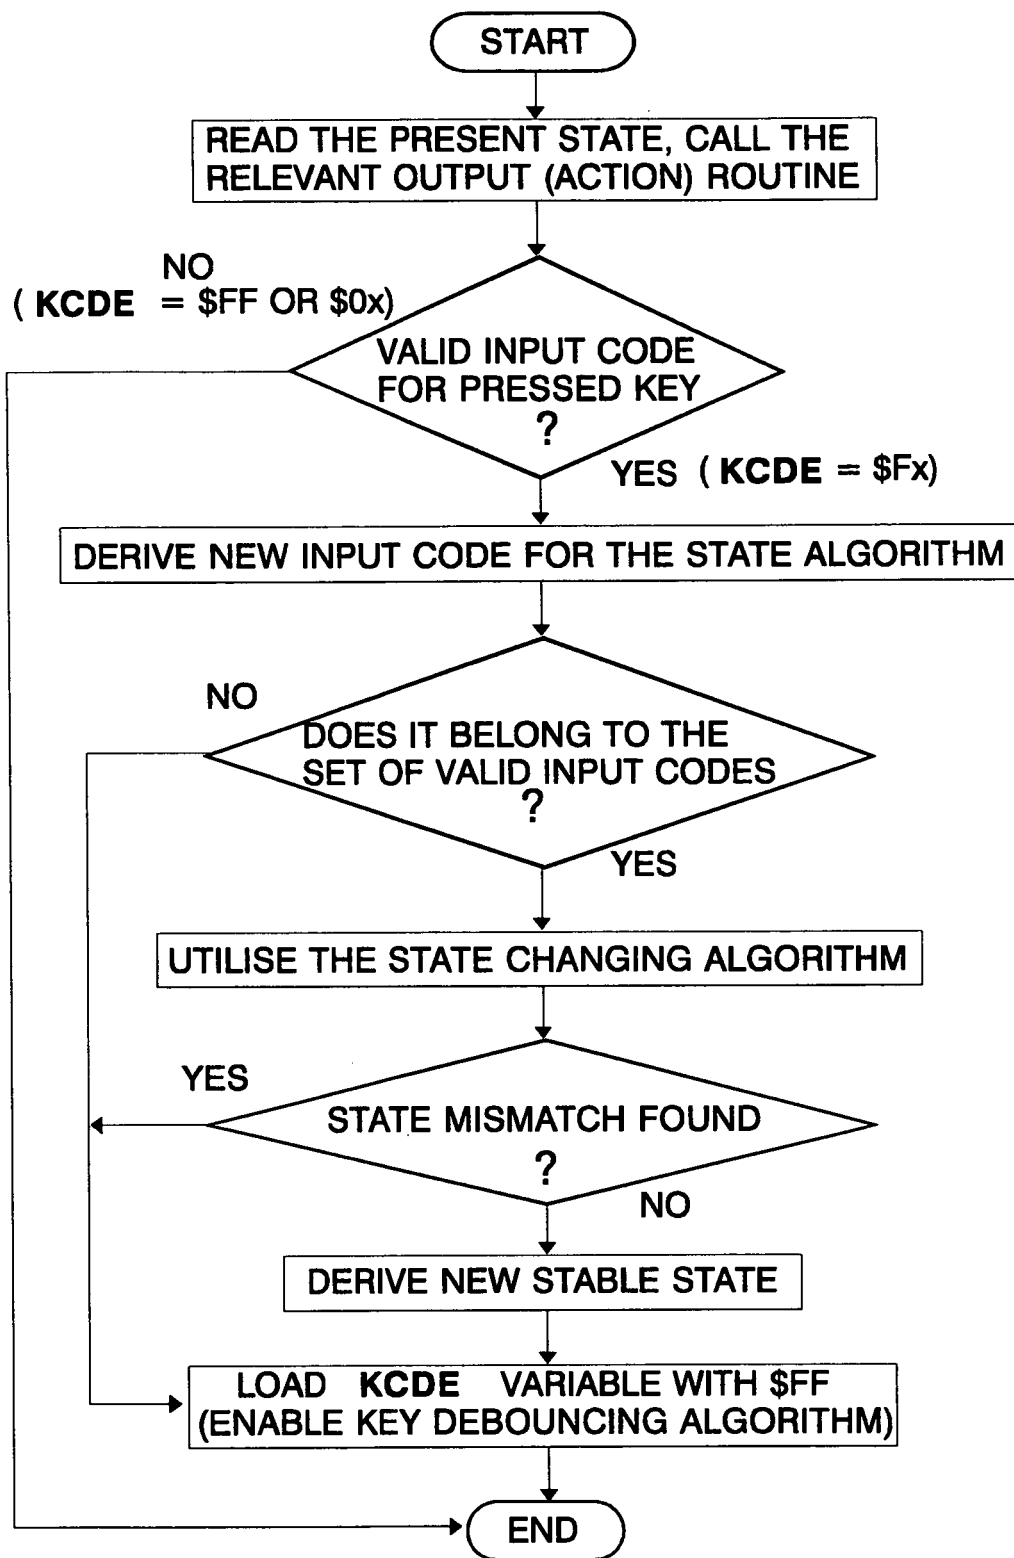 START
READ THE PRESENT STATE, CALL THE
RELEVANT OUTPUT (ACTION) ROUTINE
NO
( KCDE = $FF OR $0x)
VALID INPUT CODE
FOR PRESSED KEY
?
YES ( KCDE = $Fx)
DERIVE NEW INPUT CODE FOR THE STATE ALGORITHM
NO
DOES IT BELONG TO THE
SET OF VALID INPUT CODES
?
YES
UTILISE THE STATE CHANGING ALGORITHM
YES
STATE MISMATCH FOUND
?
NO
DERIVE NEW STABLE STATE
LOAD KCDE VARIABLE WITH $FF
(ENABLE KEY DEBOUNCING ALGORITHM)
END